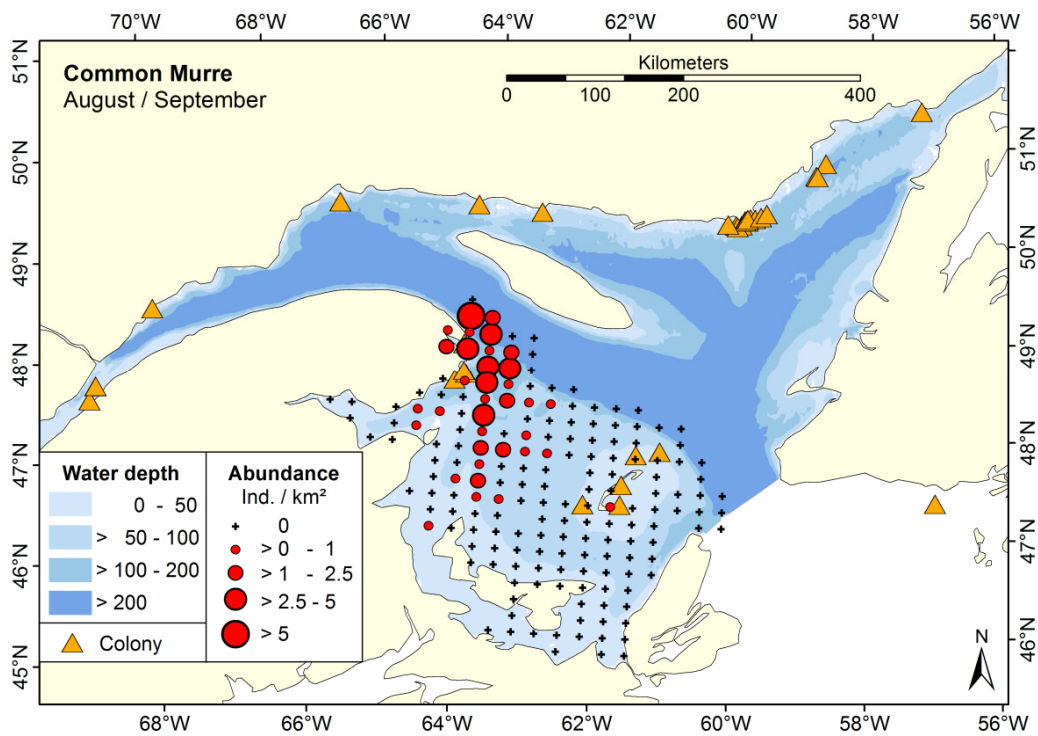 70°W 68°W 66°W 64°W 62°W 60°W 58°W 56°W
51°N
50°N
49°N
48°N
47°N
46°N
45°N
Common Murre
August / September
Kilometers
0 100 200 400
51°N
50°N
49°N
48°N
47°N
46°N
Water depth
0 - 50
> 50 - 100
> 100 - 200
> 200
Colony
Abundance
Ind. / km²
0
> 0 - 1
> 1 - 2.5
> 2.5 - 5
> 5
N
68°W 66°W 64°W 62°W 60°W 58°W 56°W